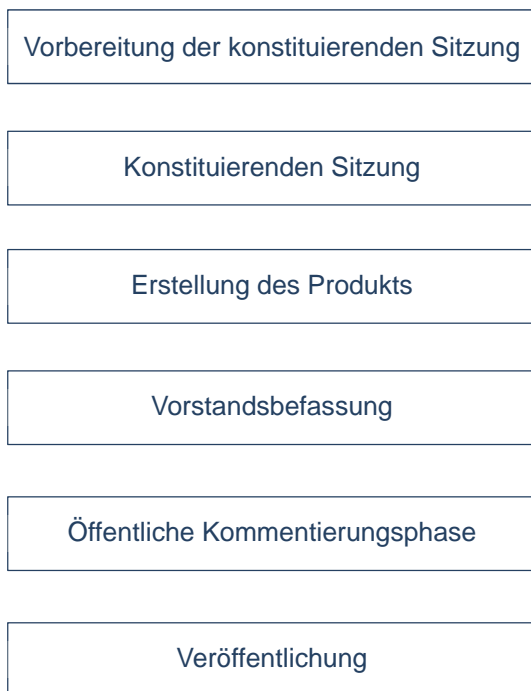 Vorbereitung der konstituierenden Sitzung
Konstituierenden Sitzung
Erstellung des Produkts
Vorstandsbefassung
Öffentliche Kommentierungsphase
Veröffentlichung